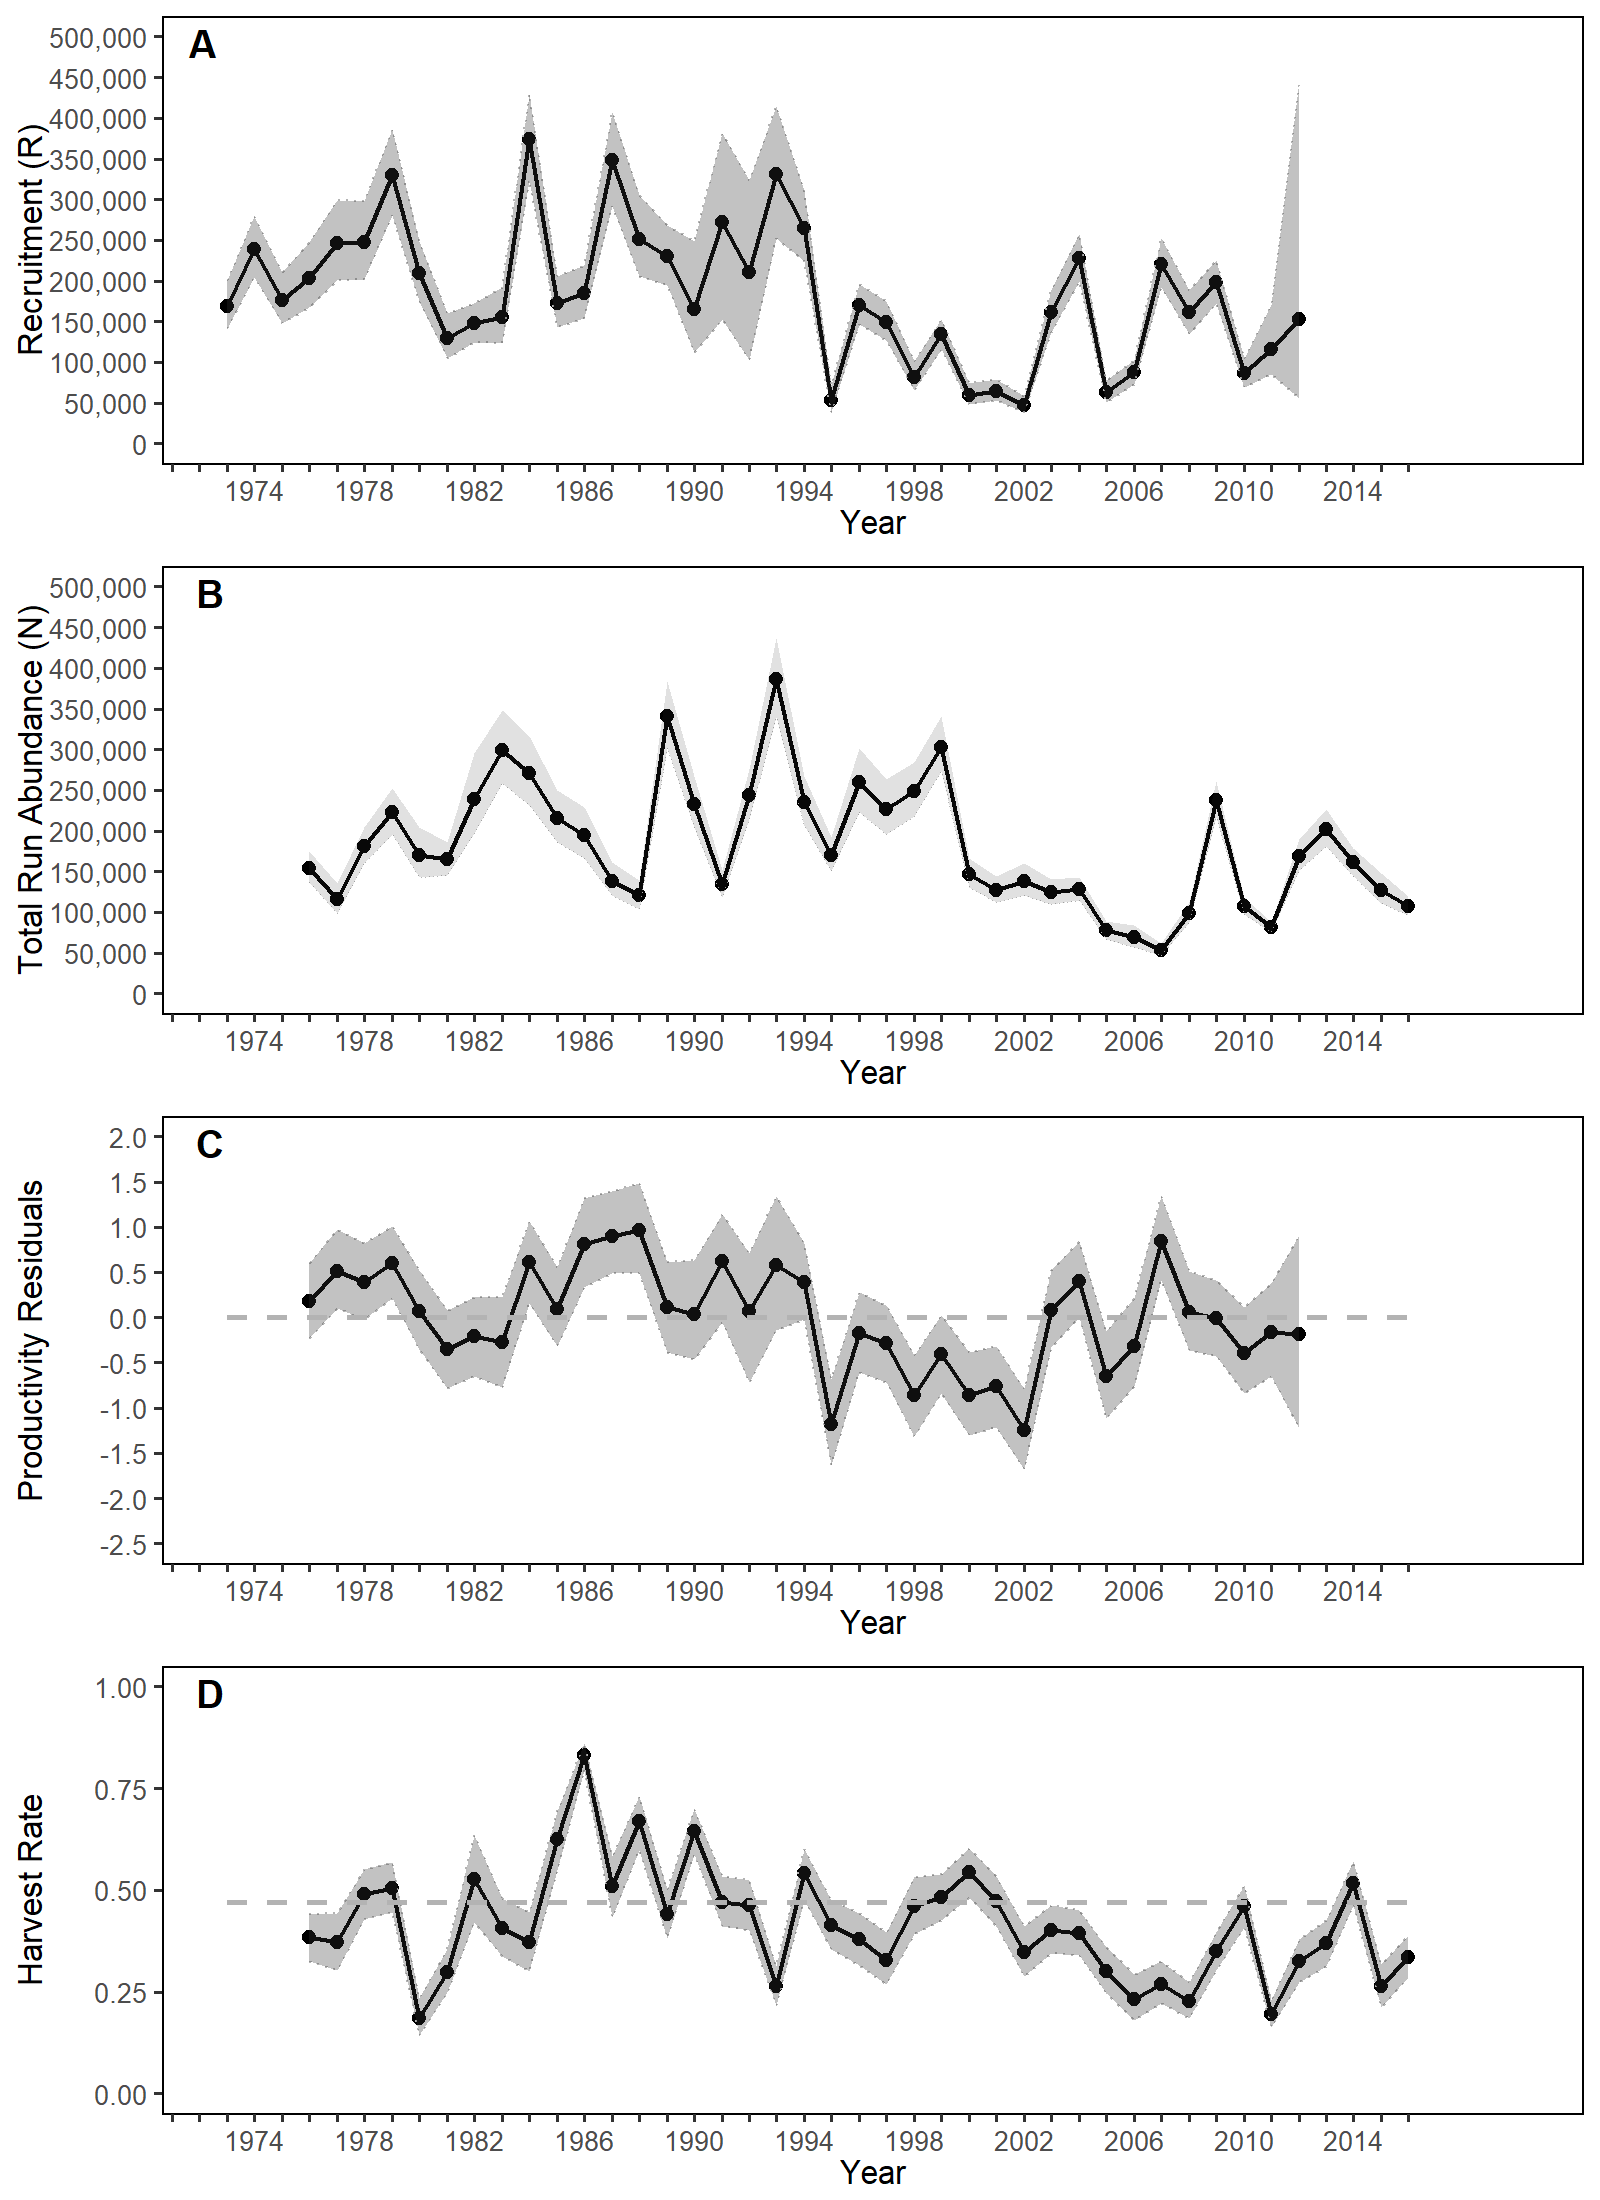 A
Recruitment (R)
500,000
450,000
400,000
350,000
300,000
250,000
200,000
150,000
100,000
50,000
0
1974 1978 1982 1986 1990 1994 1998 2002 2006 2010 2014
Year
B
Total Run Abundance (N)
500,000
450,000
400,000
350,000
300,000
250,000
200,000
150,000
100,000
50,000
0
1974 1978 1982 1986 1990 1994 1998 2002 2006 2010 2014
Year
C
Productivity Residuals
2.0
1.5
1.0
0.5
0.0
-0.5
-1.0
-1.5
-2.0
-2.5
1974 1978 1982 1986 1990 1994 1998 2002 2006 2010 2014
Year
D
Harvest Rate
1.00
0.75
0.50
0.25
0.00
1974 1978 1982 1986 1990 1994 1998 2002 2006 2010 2014
Year